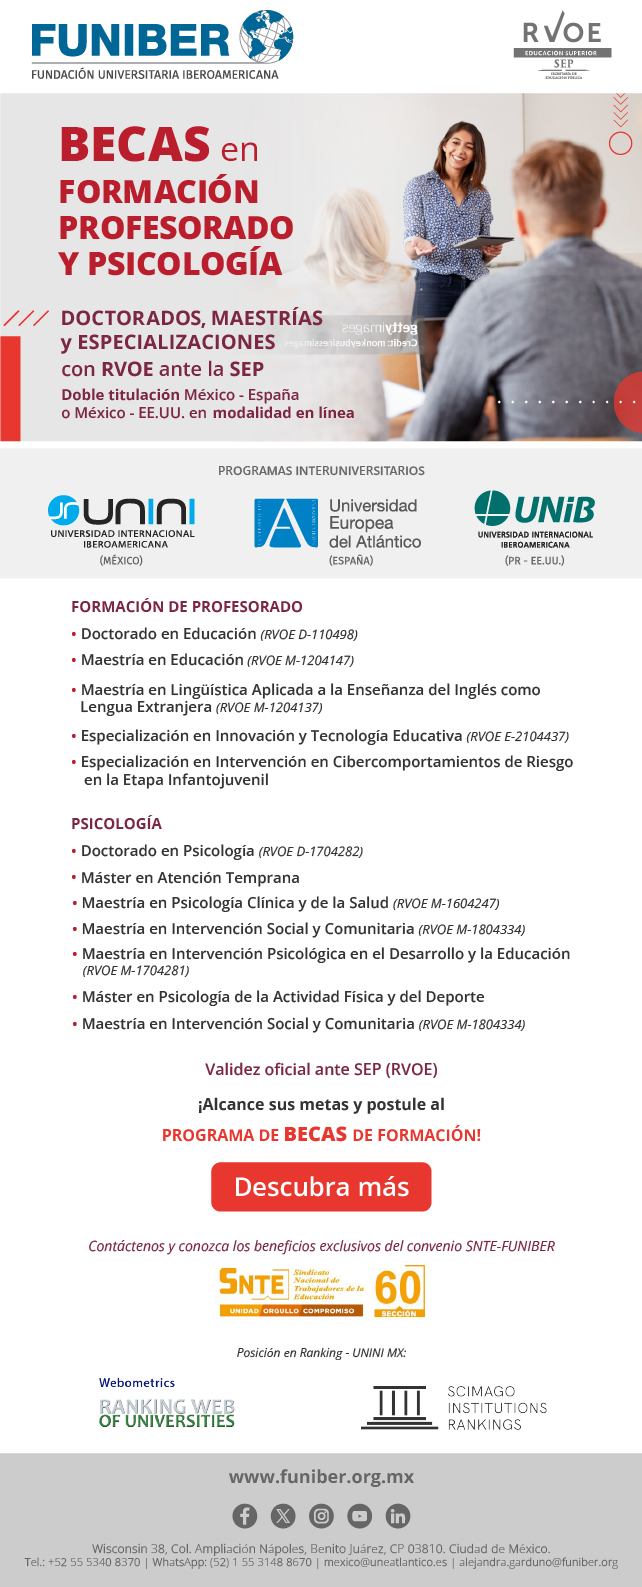 FUNIBER
FUNDACIÓN UNIVERSITARIA IBEROAMERICANA
RVOE
EDUCACIÓN SUPERIOR
SEP
SECRETARÍA DE
EDUCACIÓN PÚBLICA
BECAS en
FORMACIÓN
PROFESORADO
Y PSICOLOGÍA
DOCTORADOS, MAESTRÍAS
y ESPECIALIZACIONES
con RVOE ante la SEP
Doble titulación México - España
o México - EE.UU. en modalidad en línea
gettyimages
Credit: monkeybusinessimages
PROGRAMAS INTERUNIVERSITARIOS
UNINI
UNIVERSIDAD INTERNACIONAL
IBEROAMERICANA
(MÉXICO)
Universidad
Europea
del Atlántico
(ESPAÑA)
UNiB
UNIVERSIDAD INTERNACIONAL
IBEROAMERICANA
(PR - EE.UU.)
FORMACIÓN DE PROFESORADO
• Doctorado en Educación (RVOE D-110498)
• Maestría en Educación (RVOE M-1204147)
• Maestría en Lingüística Aplicada a la Enseñanza del Inglés como
Lengua Extranjera (RVOE M-1204137)
• Especialización en Innovación y Tecnología Educativa (RVOE E-2104437)
• Especialización en Intervención en Cibercomportamientos de Riesgo
en la Etapa Infantojuvenil
PSICOLOGÍA
• Doctorado en Psicología (RVOE D-1704282)
• Máster en Atención Temprana
• Maestría en Psicología Clínica y de la Salud (RVOE M-1604247)
• Maestría en Intervención Social y Comunitaria (RVOE M-1804334)
• Maestría en Intervención Psicológica en el Desarrollo y la Educación
(RVOE M-1704281)
• Máster en Psicología de la Actividad Física y del Deporte
• Maestría en Intervención Social y Comunitaria (RVOE M-1804334)
Validez oficial ante SEP (RVOE)
¡Alcance sus metas y postule al
PROGRAMA DE BECAS DE FORMACIÓN!
Descubra más
Contáctenos y conozca los beneficios exclusivos del convenio SNTE-FUNIBER
SNTE
Sindicato
Nacional de
Trabajadores de la
Educación
UNIDAD ORGULLO COMPROMISO
60
SECCIÓN
Posición en Ranking - UNINI MX:
Webometrics
RANKING WEB
OF UNIVERSITIES
SCIMAGO
INSTITUTIONS
RANKINGS
www.funiber.org.mx
Wisconsin 38, Col. Ampliación Nápoles, Benito Juárez, CP 03810. Ciudad de México.
Tel.: +52 55 5340 8370 | WhatsApp: (52) 1 55 3148 8670 | mexico@uneatlantico.es | alejandra.garduno@funiber.org